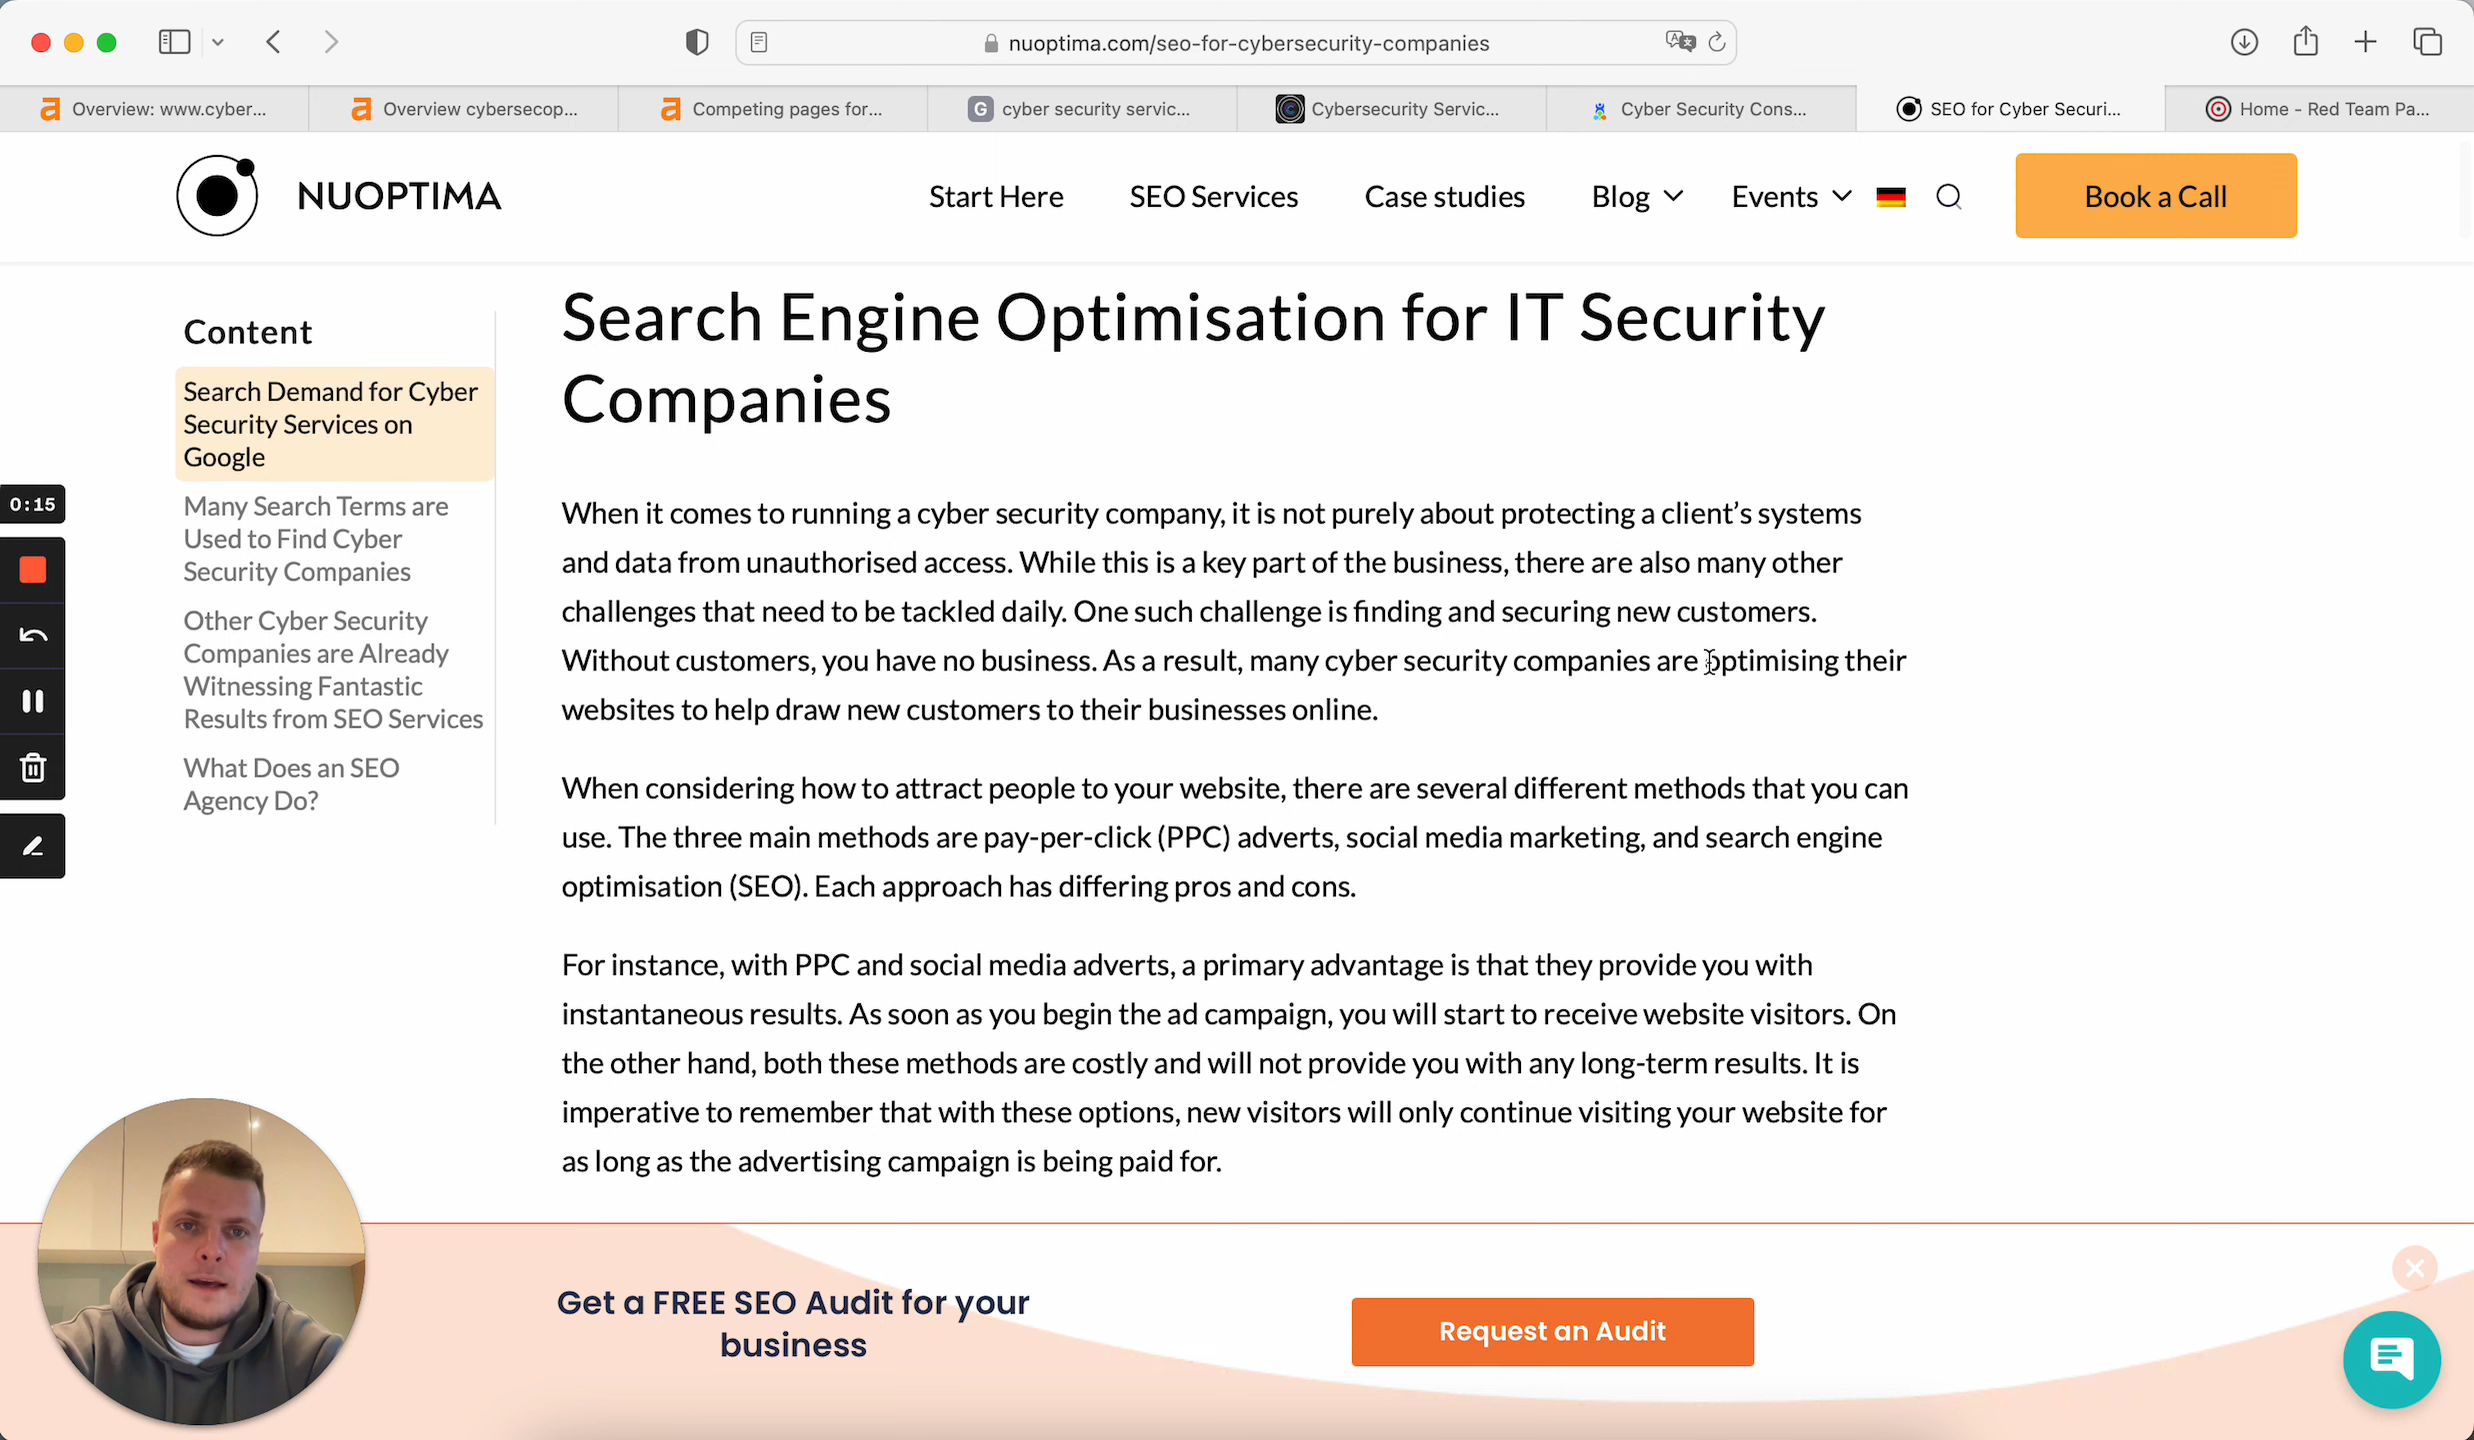 nuoptima.com/seo-for-cybersecurity-companies
Overview: www.cyber...
Overview cybersecop...
Competing pages for...
cyber security servic...
Cybersecurity Servic...
Cyber Security Cons...
SEO for Cyber Securi...
Home - Red Team Pa...
NUOPTIMA
Start Here
SEO Services
Case studies
Blog
Events
Book a Call
Content
Search Demand for Cyber
Security Services on
Google
Many Search Terms are
Used to Find Cyber
Security Companies
Other Cyber Security
Companies are Already
Witnessing Fantastic
Results from SEO Services
What Does an SEO
Agency Do?
0:15
Search Engine Optimisation for IT Security
Companies
When it comes to running a cyber security company, it is not purely about protecting a client’s systems
and data from unauthorised access. While this is a key part of the business, there are also many other
challenges that need to be tackled daily. One such challenge is finding and securing new customers.
Without customers, you have no business. As a result, many cyber security companies are optimising their
websites to help draw new customers to their businesses online.
When considering how to attract people to your website, there are several different methods that you can
use. The three main methods are pay-per-click (PPC) adverts, social media marketing, and search engine
optimisation (SEO). Each approach has differing pros and cons.
For instance, with PPC and social media adverts, a primary advantage is that they provide you with
instantaneous results. As soon as you begin the ad campaign, you will start to receive website visitors. On
the other hand, both these methods are costly and will not provide you with any long-term results. It is
imperative to remember that with these options, new visitors will only continue visiting your website for
as long as the advertising campaign is being paid for.
Get a FREE SEO Audit for your
business
Request an Audit